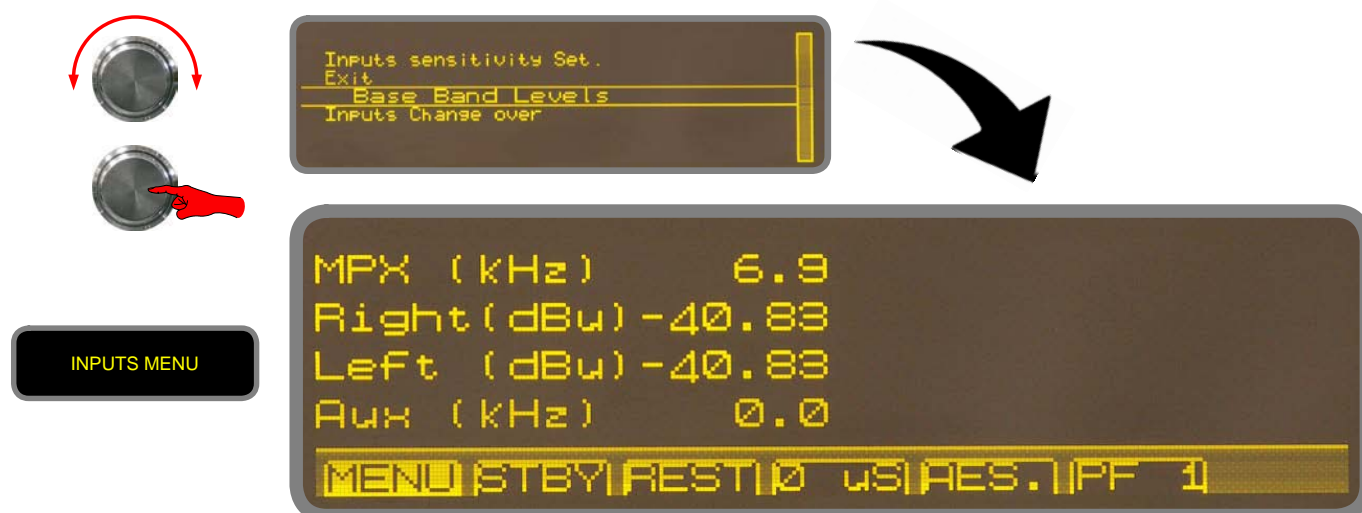 Inputs sensitivity Set.
Exit
Base Band Levels
Inputs Change over
INPUTS MENU
MPX (kHz) 6.9
Right(dBu)-40.83
Left (dBu)-40.83
Aux (kHz) 0.0
MENU STBY REST 0 uS AES. PF 1